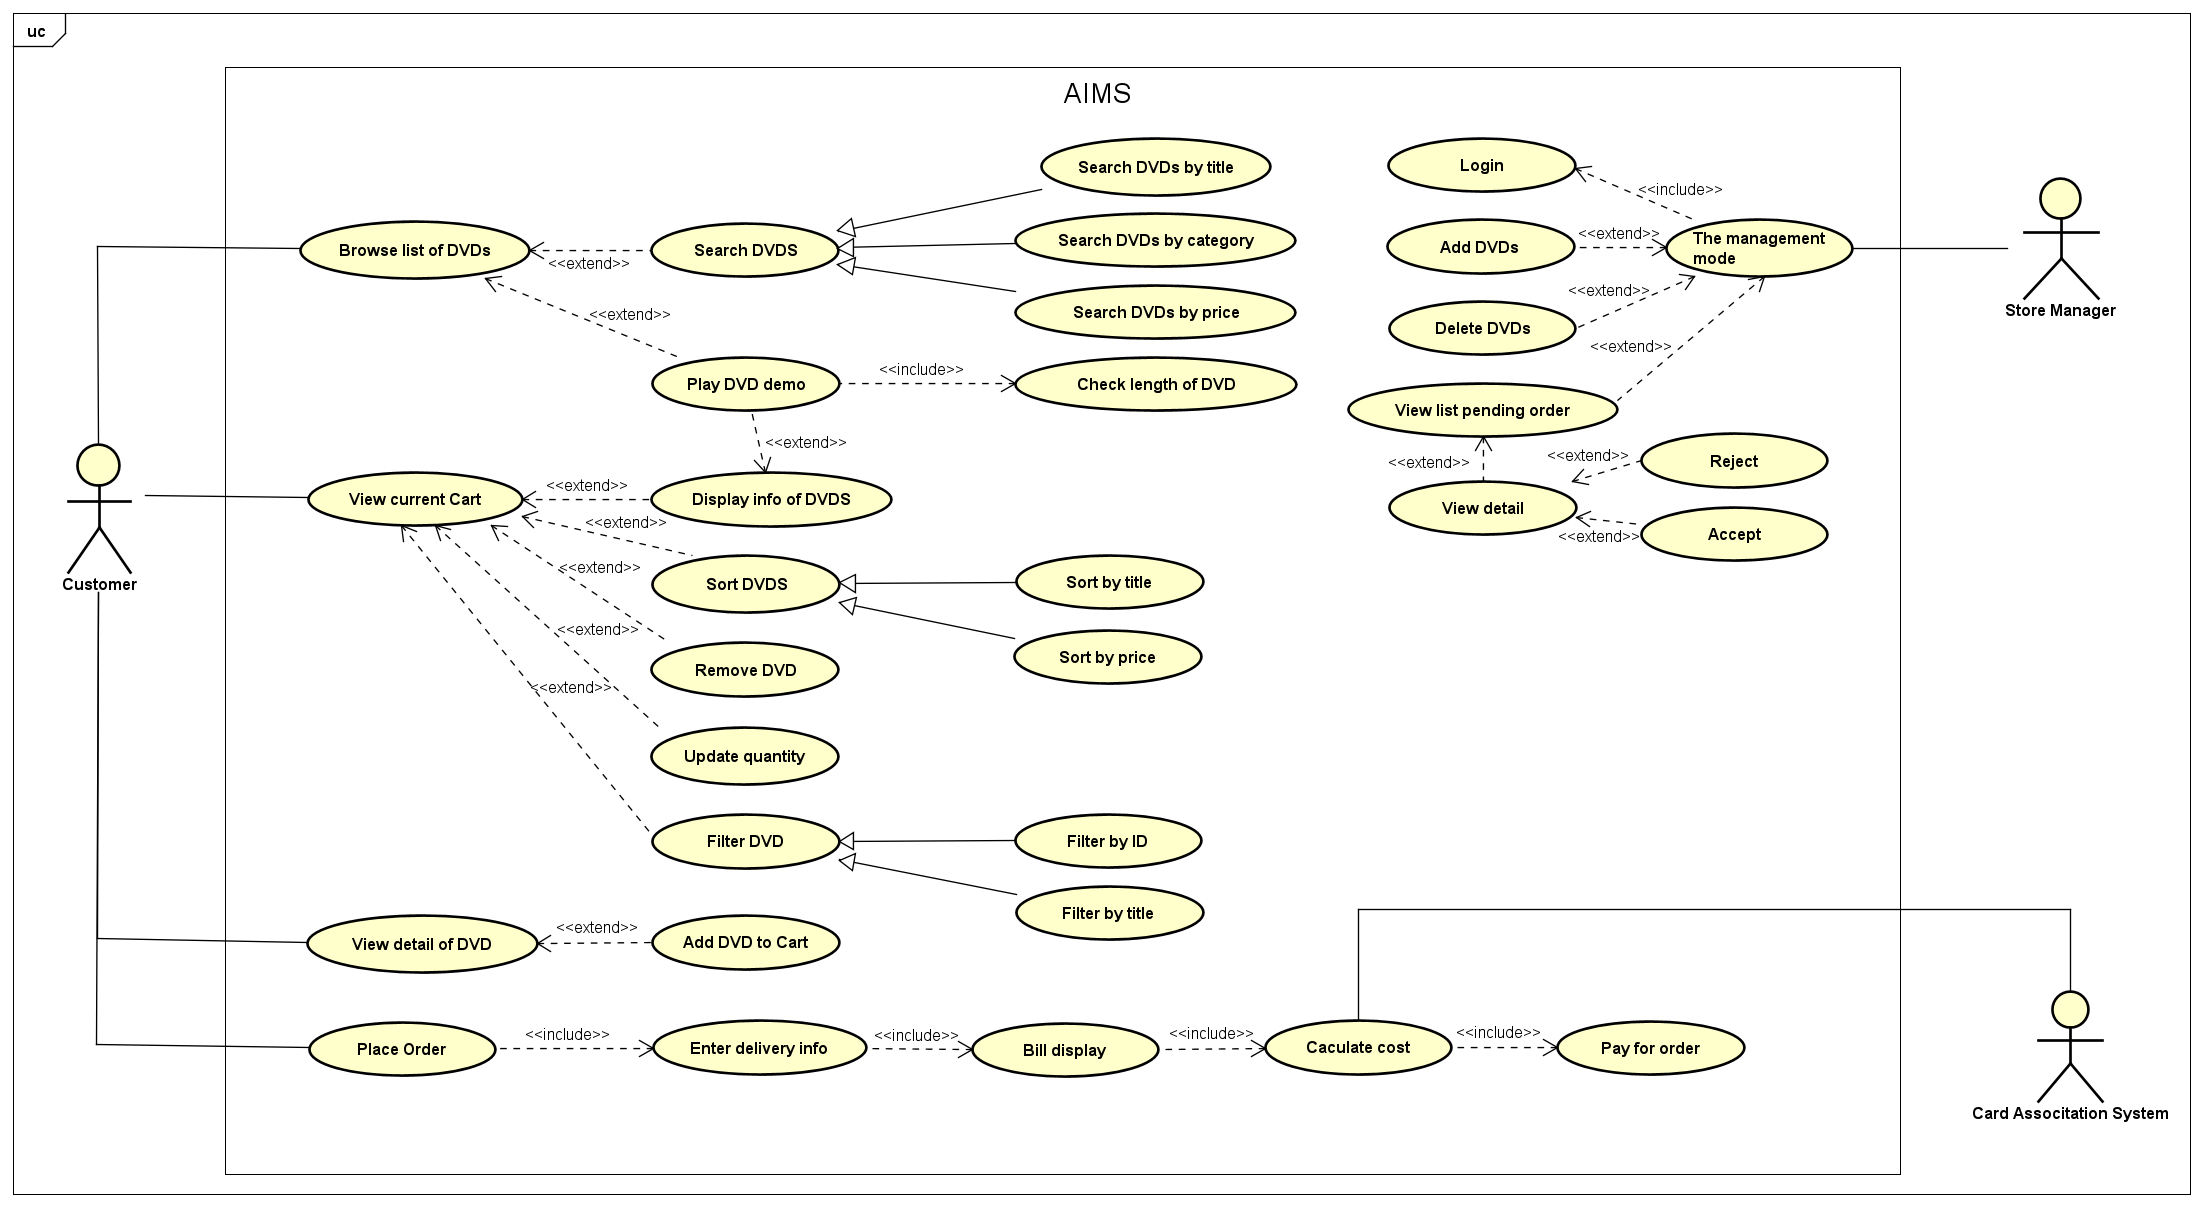 uc
AIMS
Search DVDs by title
Login
<<include>>
Search DVDs by category
<<extend>>
The management
mode
Add DVDs
Browse list of DVDs
Search DVDS
<<extend>>
<<extend>>
Store Manager
Search DVDs by price
<<extend>>
Delete DVDs
<<extend>>
Play DVD demo
<<include>>
Check length of DVD
View list pending order
<<extend>>
<<extend>>
<<extend>>
Reject
View current Cart
<<extend>>
Display info of DVDS
View detail
<<extend>>
Accept
<<extend>>
<<extend>>
Customer
Sort DVDS
Sort by title
<<extend>>
Sort by price
Remove DVD
<<extend>>
Update quantity
Filter DVD
Filter by ID
Filter by title
View detail of DVD
<<extend>>
Add DVD to Cart
Place Order
<<include>>
Enter delivery info
<<include>>
Bill display
<<include>>
Caculate cost
<<include>>
Pay for order
Card Associtation System